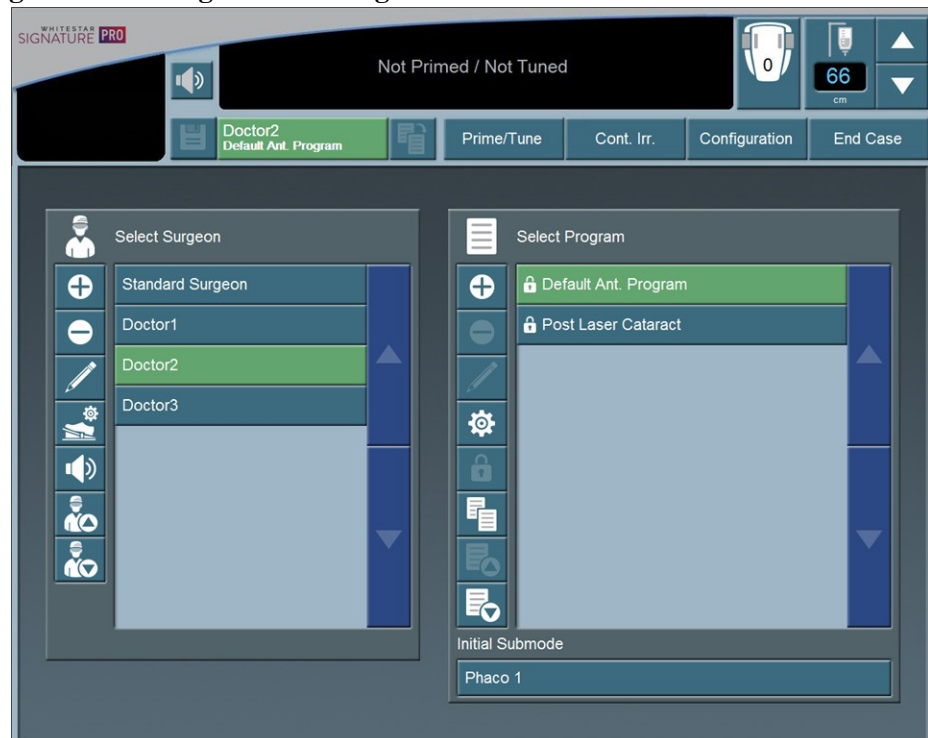 WHITESTAR
SIGNATURE PRO
Not Primed / Not Tuned
0
66
cm
Doctor2
Default Ant. Program
Prime/Tune
Cont. Irr.
Configuration
End Case
Select Surgeon
Standard Surgeon
Doctor1
Doctor2
Doctor3
Select Program
Default Ant. Program
Post Laser Cataract
Initial Submode
Phaco 1